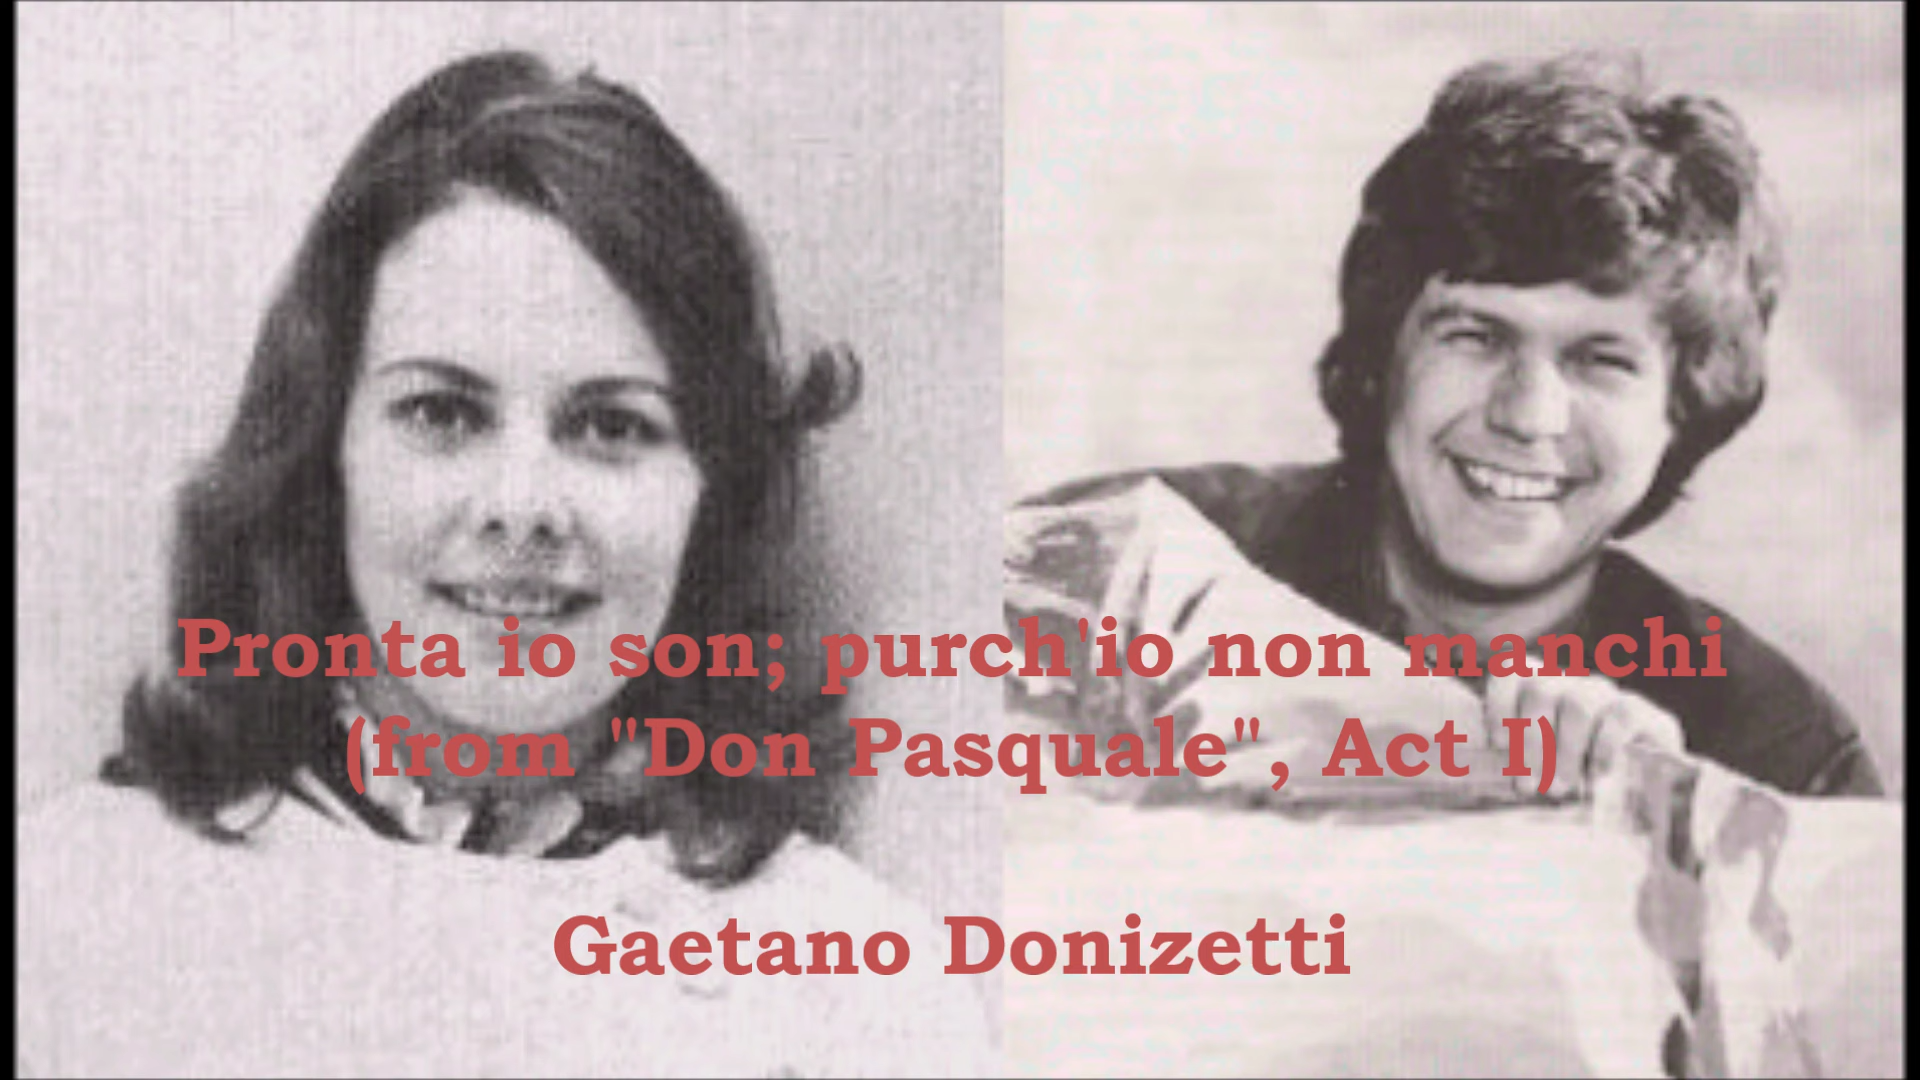 Pronta io son; purch'io non manchi
(from "Don Pasquale", Act I)
Gaetano Donizetti